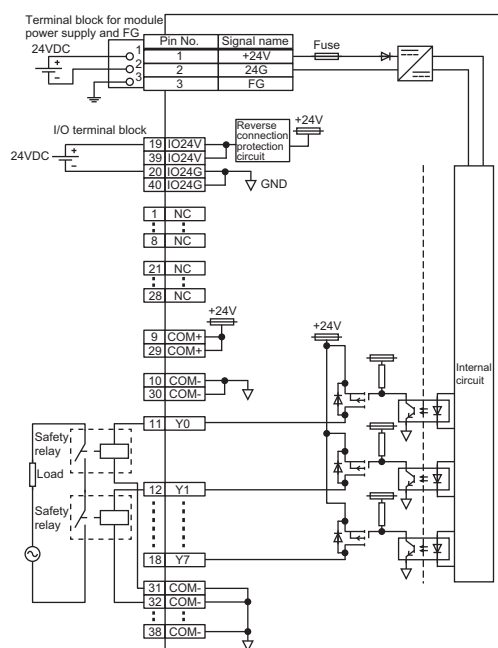 Terminal block for module
power supply and FG
24VDC
+
−
1
2
3
Pin No. Signal name
1 +24V
2 24G
3 FG
Fuse
I/O terminal block
24VDC
+
−
19 IO24V
39 IO24V
20 IO24G
40 IO24G
Reverse
connection
protection
circuit
+24V
GND
1 NC
8 NC
21 NC
28 NC
+24V
9 COM+
29 COM+
10 COM-
30 COM-
+24V
Internal
circuit
11 Y0
Safety
relay
Load
12 Y1
Safety
relay
18 Y7
31 COM-
32 COM-
38 COM-